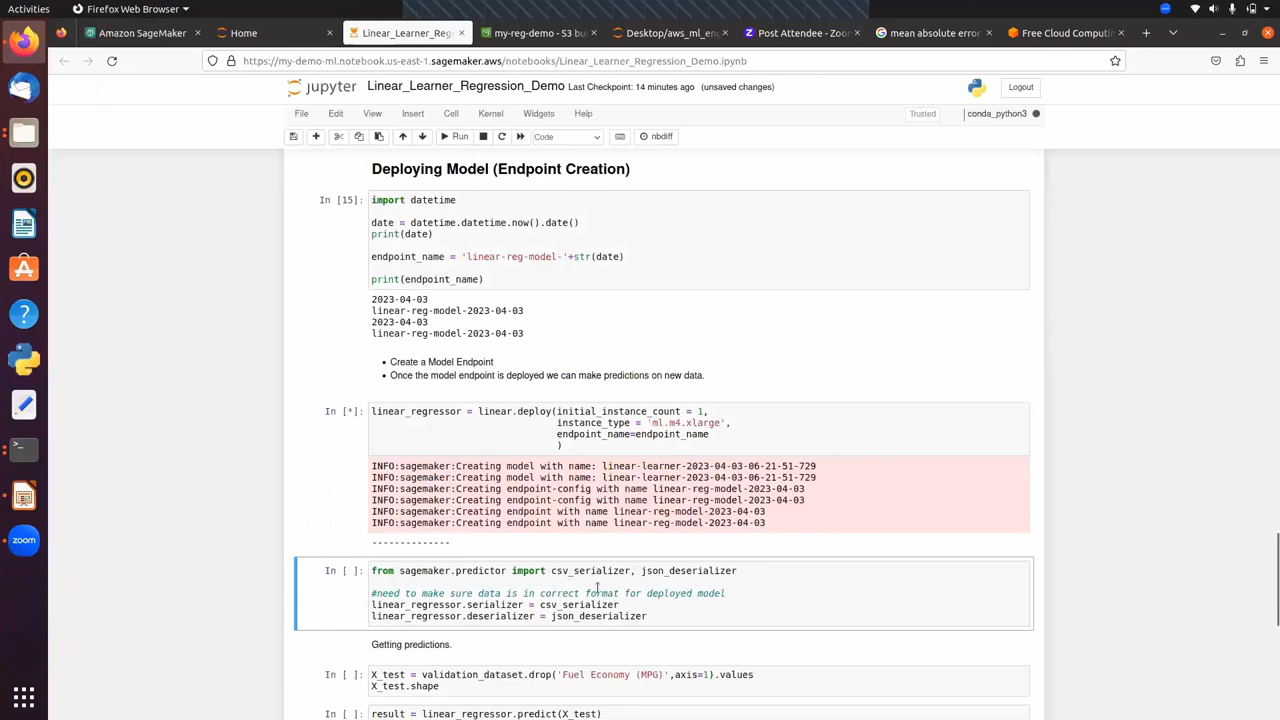 Activities
Firefox Web Browser
Amazon SageMaker
Home
Linear_Learner_Reg
my-reg-demo - S3 bu
Desktop/aws_ml_en
Post Attendee - Zoom
mean absolute error
Free Cloud Computin
https://my-demo-ml.notebook.us-east-1.sagemaker.aws/notebooks/Linear_Learner_Regression_Demo.ipynb
jupyter Linear_Learner_Regression_Demo Last Checkpoint: 14 minutes ago (unsaved changes)
Logout
File Edit View Insert Cell Kernel Widgets Help
Trusted
conda_python3
Run
Code
nbdiff
Deploying Model (Endpoint Creation)
In [15]: import datetime
date = datetime.datetime.now().date()
print(date)
endpoint_name = 'linear-reg-model-'+str(date)
print(endpoint_name)
2023-04-03
linear-reg-model-2023-04-03
2023-04-03
linear-reg-model-2023-04-03
• Create a Model Endpoint
• Once the model endpoint is deployed we can make predictions on new data.
In [*]: linear_regressor = linear.deploy(initial_instance_count = 1,
instance_type = 'ml.m4.xlarge',
endpoint_name=endpoint_name
)
INFO:sagemaker:Creating model with name: linear-learner-2023-04-03-06-21-51-729
INFO:sagemaker:Creating model with name: linear-learner-2023-04-03-06-21-51-729
INFO:sagemaker:Creating endpoint-config with name linear-reg-model-2023-04-03
INFO:sagemaker:Creating endpoint-config with name linear-reg-model-2023-04-03
INFO:sagemaker:Creating endpoint with name linear-reg-model-2023-04-03
INFO:sagemaker:Creating endpoint with name linear-reg-model-2023-04-03
--------------
In [ ]: from sagemaker.predictor import csv_serializer, json_deserializer
#need to make sure data is in correct format for deployed model
linear_regressor.serializer = csv_serializer
linear_regressor.deserializer = json_deserializer
Getting predictions.
In [ ]: X_test = validation_dataset.drop('Fuel Economy (MPG)',axis=1).values
X_test.shape
In [ ]: result = linear_regressor.predict(X_test)
zoom